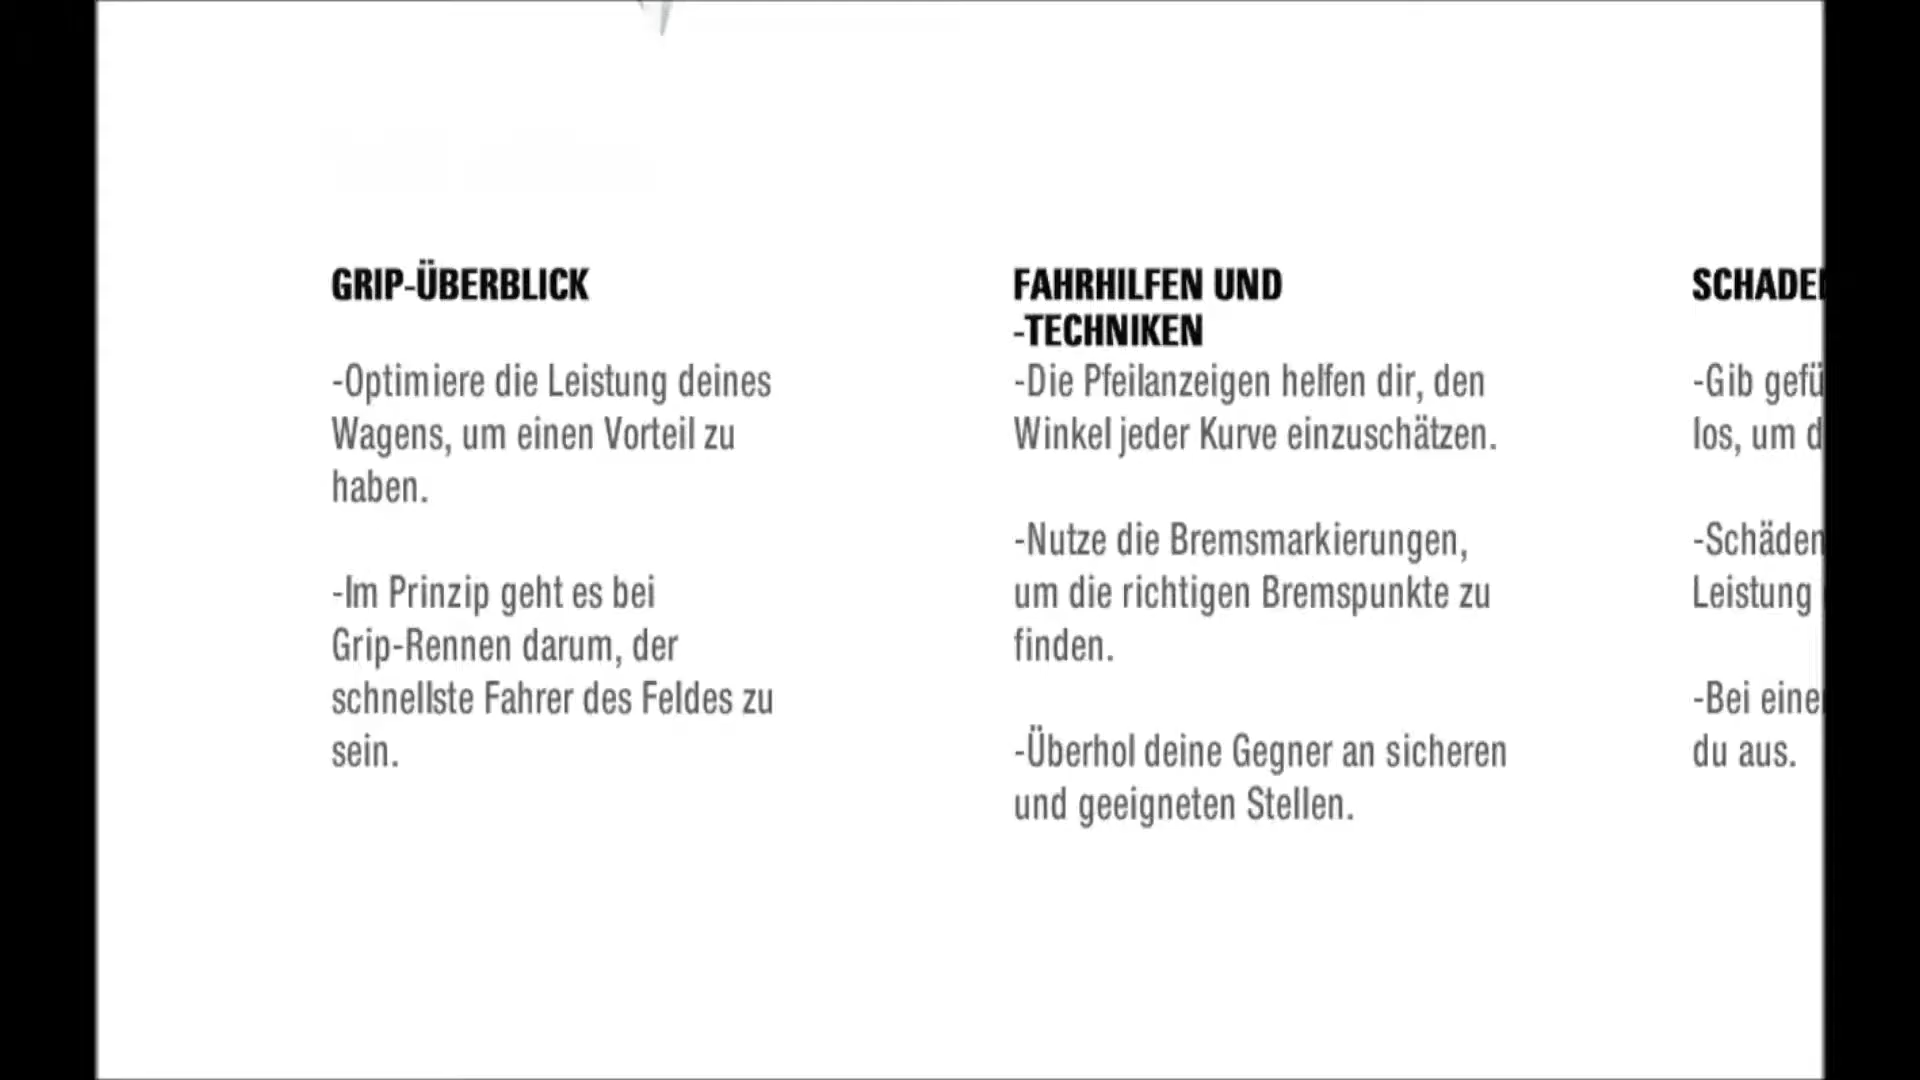 GRIP-ÜBERBLICK
-Optimiere die Leistung deines
Wagens, um einen Vorteil zu
haben.
-Im Prinzip geht es bei
Grip-Rennen darum, der
schnellste Fahrer des Feldes zu
sein.
FAHRHILFEN UND
-TECHNIKEN
-Die Pfeilanzeigen helfen dir, den
Winkel jeder Kurve einzuschätzen.
-Nutze die Bremsmarkierungen,
um die richtigen Bremspunkte zu
finden.
-Überhol deine Gegner an sicheren
und geeigneten Stellen.
-Gib
los, um
-Schäden
Leistung
-Bei
du aus.